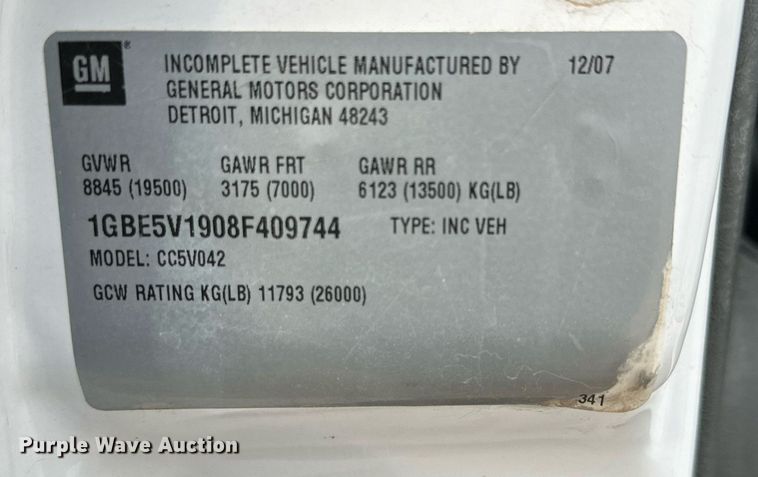 GM® INCOMPLETE VEHICLE MANUFACTURED BY 12/07
GENERAL MOTORS CORPORATION
DETROIT, MICHIGAN 48243
GVWR GAWR FRT GAWR RR
8845 (19500) 3175 (7000) 6123 (13500) KG(LB)
1GBE5V1908F409744 TYPE: INC VEH
MODEL: CC5V042
GCW RATING KG(LB) 11793 (26000)
341
Purple Wave Auction